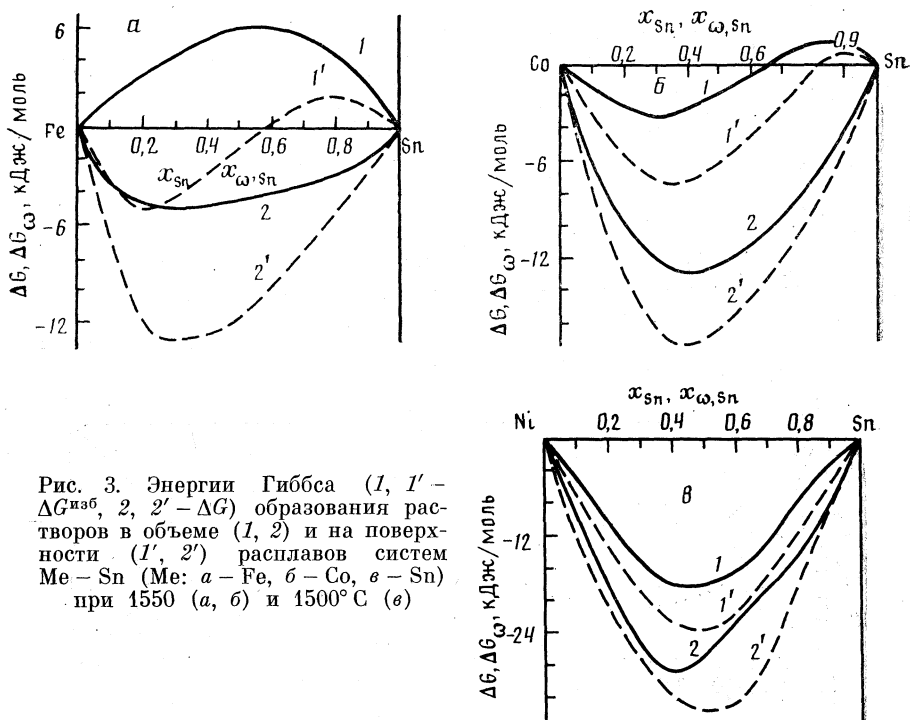 а
6
1
1'
Fe
0,2
0,4
0,6
0,8
Sn
x_Sn
x_ω,Sn
2
-6
2'
-12
ΔG, ΔG_ω, кДж/моль
x_Sn, x_ω,Sn
Co
0,2
0,4
0,6
0,9
Sn
б
1
1'
-6
2
-12
2'
ΔG, ΔG_ω, кДж/моль
x_Sn, x_ω,Sn
Ni
0,2
0,4
0,6
0,8
Sn
в
-12
1
1'
-24
2
2'
ΔG, ΔG_ω, кДж/моль
Рис. 3. Энергии Гиббса (1, 1′ –
ΔGизб, 2, 2′ – ΔG) образования рас-
творов в объеме (1, 2) и на поверх-
ности (1′, 2′) расплавов систем
Me – Sn (Me: а – Fe, б – Co, в – Sn)
при 1550 (а, б) и 1500° С (в)